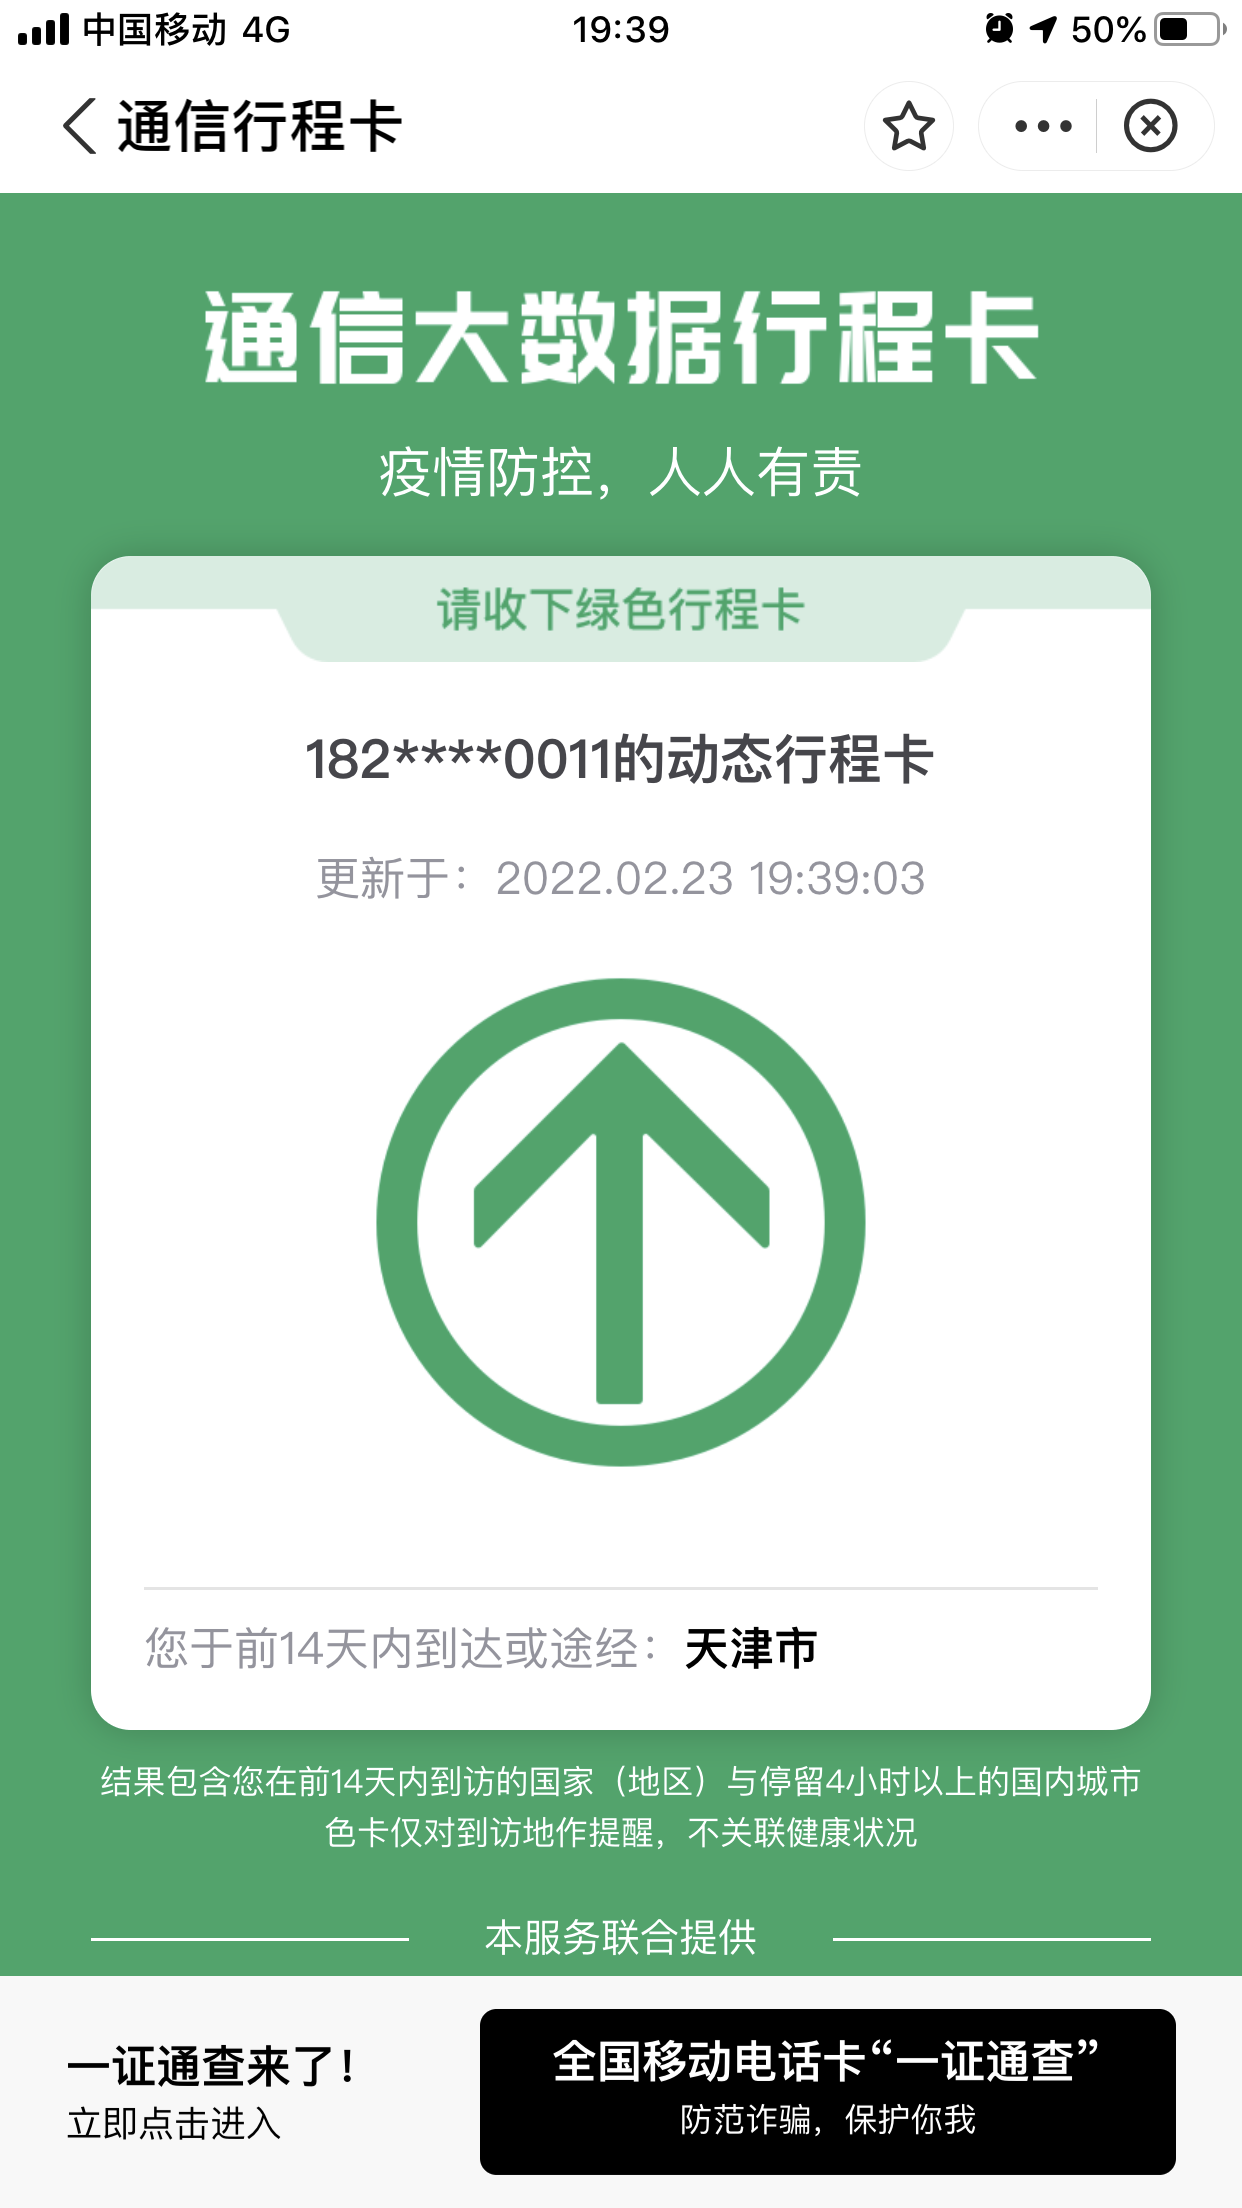 中国移动 4G 19:39 50%
通信行程卡
通信大数据行程卡
疫情防控，人人有责
请收下绿色行程卡
182****0011的动态行程卡
更新于：2022.02.23 19:39:03
您于前14天内到达或途经：天津市
结果包含您在前14天内到访的国家（地区）与停留4小时以上的国内城市
色卡仅对到访地作提醒，不关联健康状况
本服务联合提供
一证通查来了！
立即点击进入
全国移动电话卡“一证通查”
防范诈骗，保护你我